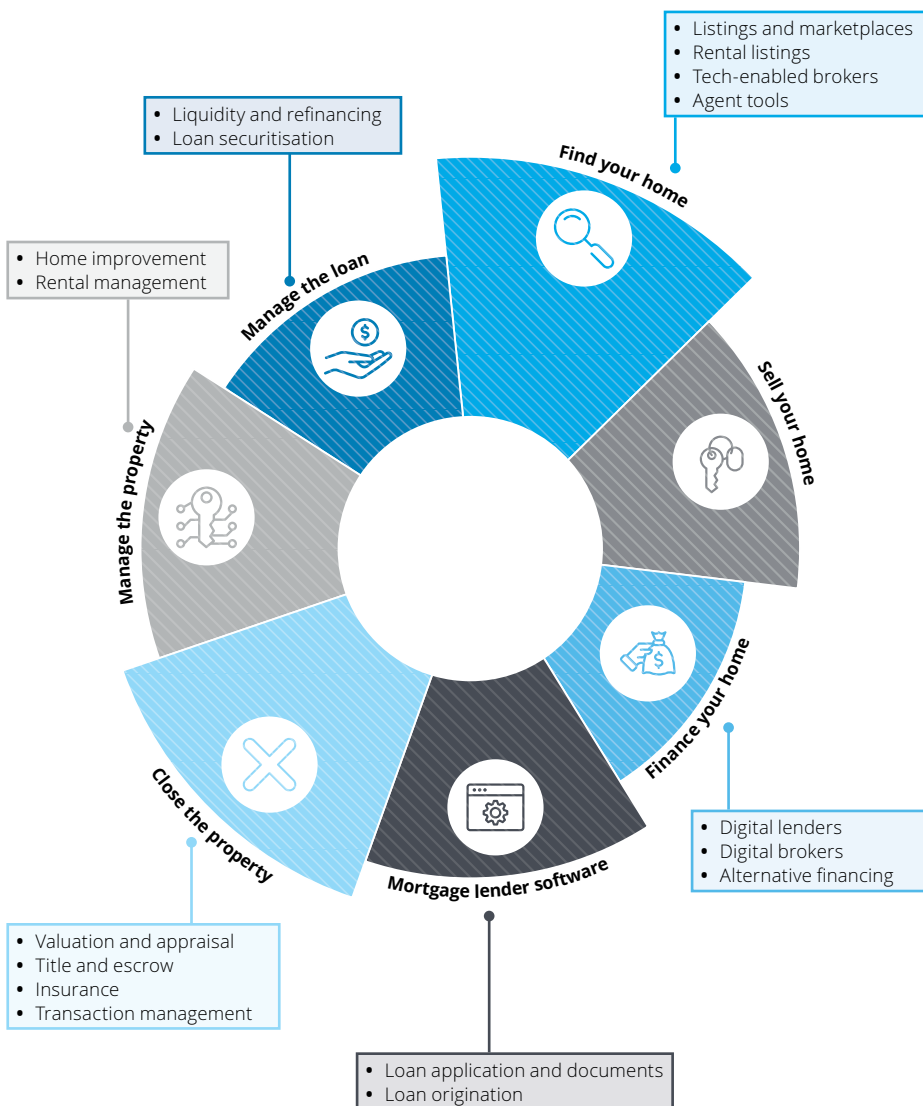 • Listings and marketplaces
• Rental listings
• Tech-enabled brokers
• Agent tools
• Liquidity and refinancing
• Loan securitisation
Find your home
• Home improvement
• Rental management
Manage the loan
$
Sell your home
Manage the property
$
Finance your home
Close the property
Mortgage lender software
• Digital lenders
• Digital brokers
• Alternative financing
• Valuation and appraisal
• Title and escrow
• Insurance
• Transaction management
• Loan application and documents
• Loan origination